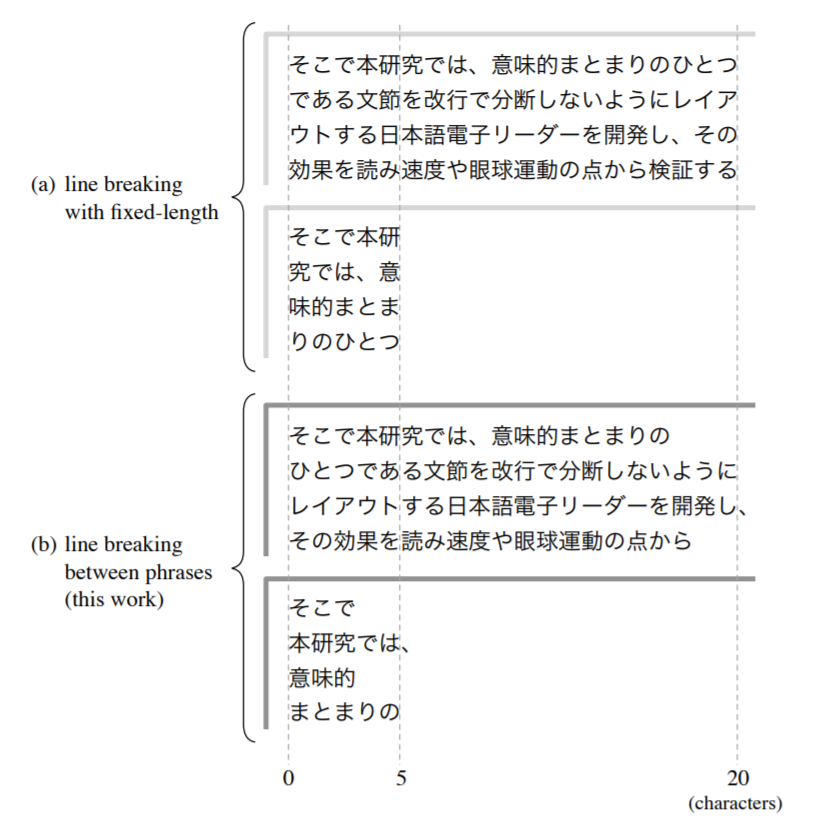 そこで本研究では、意味的まとまりのひとつ
である文節を改行で分断しないようにレイア
ウトする日本語電子リーダーを開発し、その
効果を読み速度や眼球運動の点から検証する
(a) line breaking
with fixed-length
そこで本研
究では、意
味的まとま
りのひとつ
そこで本研究では、意味的まとまりの
ひとつである文節を改行で分断しないように
レイアウトする日本語電子リーダーを開発し、
その効果を読み速度や眼球運動の点から
(b) line breaking
between phrases
(this work)
そこで
本研究では、
意味的
まとまりの
0 5 20
(characters)